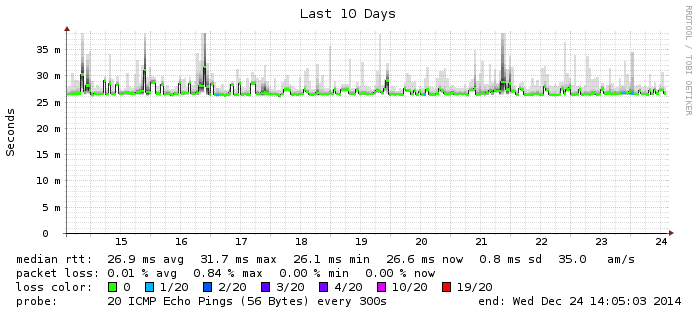 Last 10 Days
RRDTOOL / TOBI OETIKER
Seconds
35 m
30 m
25 m
20 m
15 m
10 m
5 m
0
15 16 17 18 19 20 21 22 23 24
median rtt: 26.9 ms avg 31.7 ms max 26.1 ms min 26.6 ms now 0.8 ms sd 35.0 am/s
packet loss: 0.01 % avg 0.84 % max 0.00 % min 0.00 % now
loss color: 0 1/20 2/20 3/20 4/20 10/20 19/20
probe: 20 ICMP Echo Pings (56 Bytes) every 300s end: Wed Dec 24 14:05:03 2014